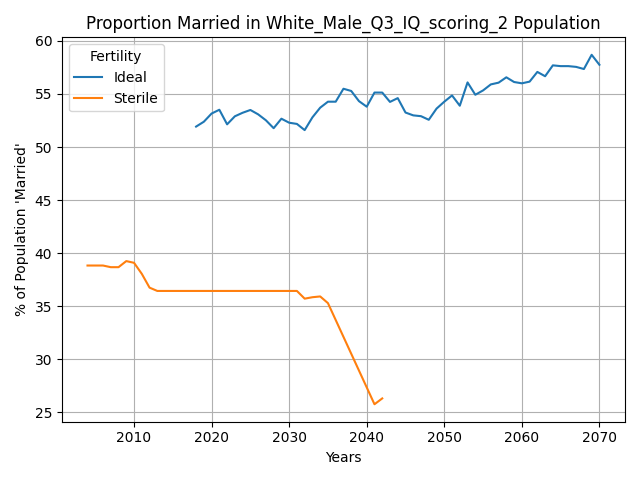 Proportion Married in White_Male_Q3_IQ_scoring_2 Population
Fertility
Ideal
Sterile
% of Population 'Married'
60
55
50
45
40
35
30
25
2010
2020
2030
2040
2050
2060
2070
Years